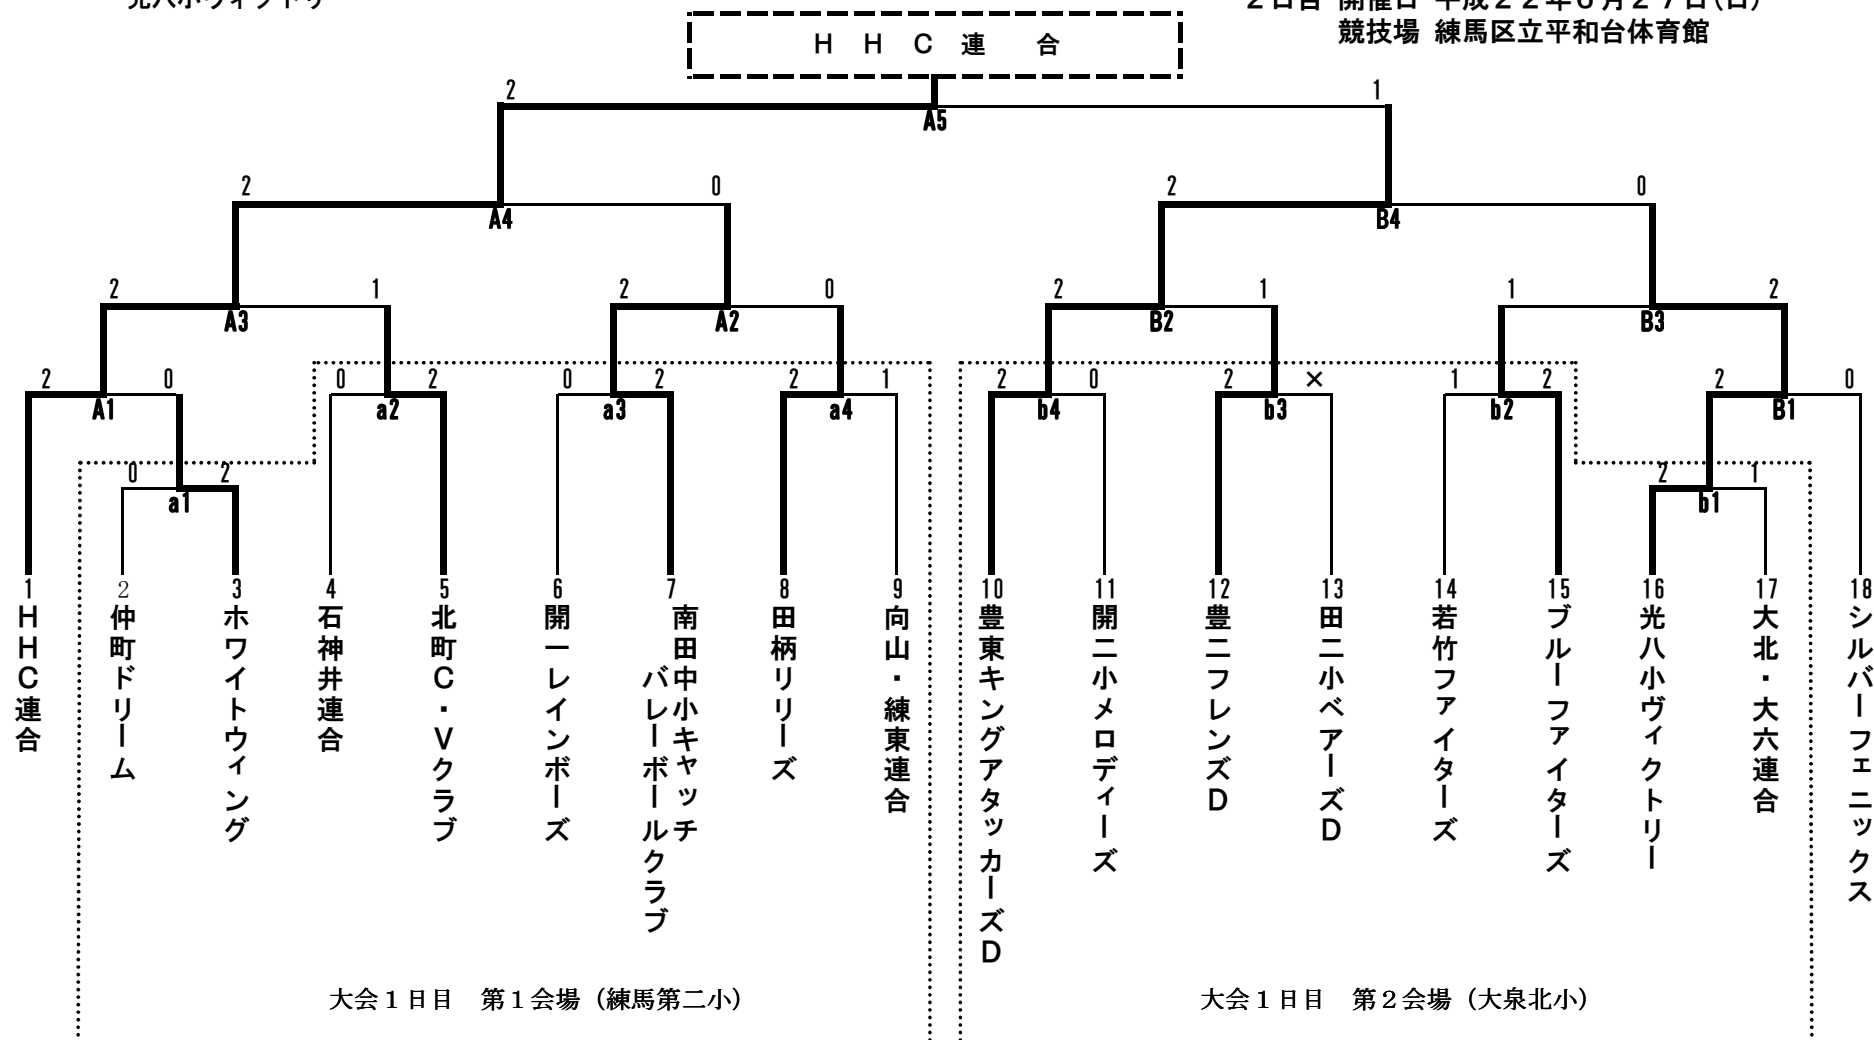 ２日目 開催日 平成２２年６月２７日(日)
競技場 練馬区立平和台体育館
ＨＨＣ連　合
2 1
A5
2 0 2 0
A4 B4
2 1 2 0 2 1 1 2
A3 A2 B2 B3
2 0 0 2 0 2 2 1 2 0 2 × 1 2 2 0
A1 a2 a3 a4 b4 b3 b2 B1
0 2 2 1
a1 b1
1 ＨＨＣ連合
2 仲町ドリーム
3 ホワイトウィング
4 石神井連合
5 北町Ｃ・Ｖクラブ
6 開一レインボーズ
7 南田中小キャッチ
バレーボールクラブ
8 田柄リリーズ
9 向山・練東連合
10 豊東キングアタッカーズＤ
11 開二小メロディーズ
12 豊二フレンズＤ
13 田二小ベアーズＤ
14 若竹ファイターズ
15 ブルーファイターズ
16 光八小ヴィクトリー
17 大北・大六連合
18 シルバーフェニックス
大会１日目　第１会場（練馬第二小）
大会１日目　第２会場（大泉北小）